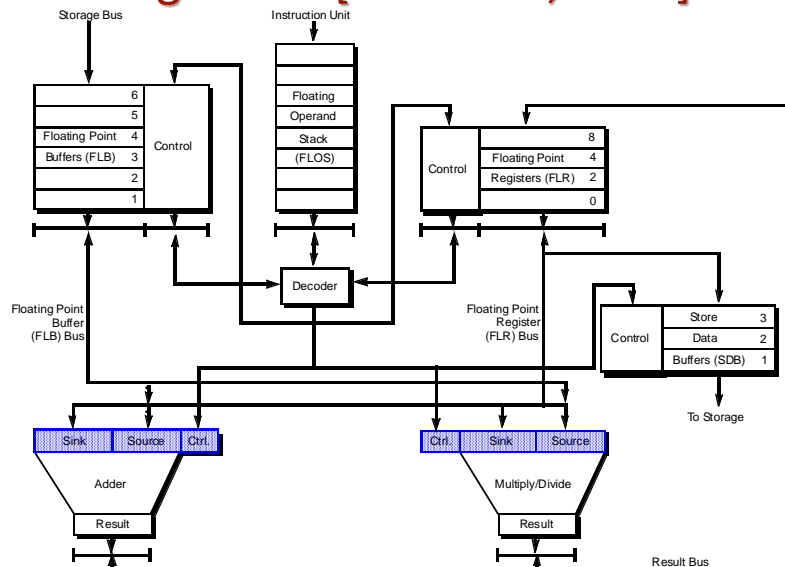 Storage Bus
Instruction Unit
6
5
Floating Point 4
Buffers (FLB) 3
2
1
Control
Floating
Operand
Stack
(FLOS)
Control
8
Floating Point 4
Registers (FLR) 2
0
Decoder
Floating Point
Buffer
(FLB) Bus
Floating Point
Register
(FLR) Bus
Control
Store 3
Data 2
Buffers (SDB) 1
To Storage
Sink Source Ctrl.
Adder
Result
Ctrl. Sink Source
Multiply/Divide
Result
Result Bus